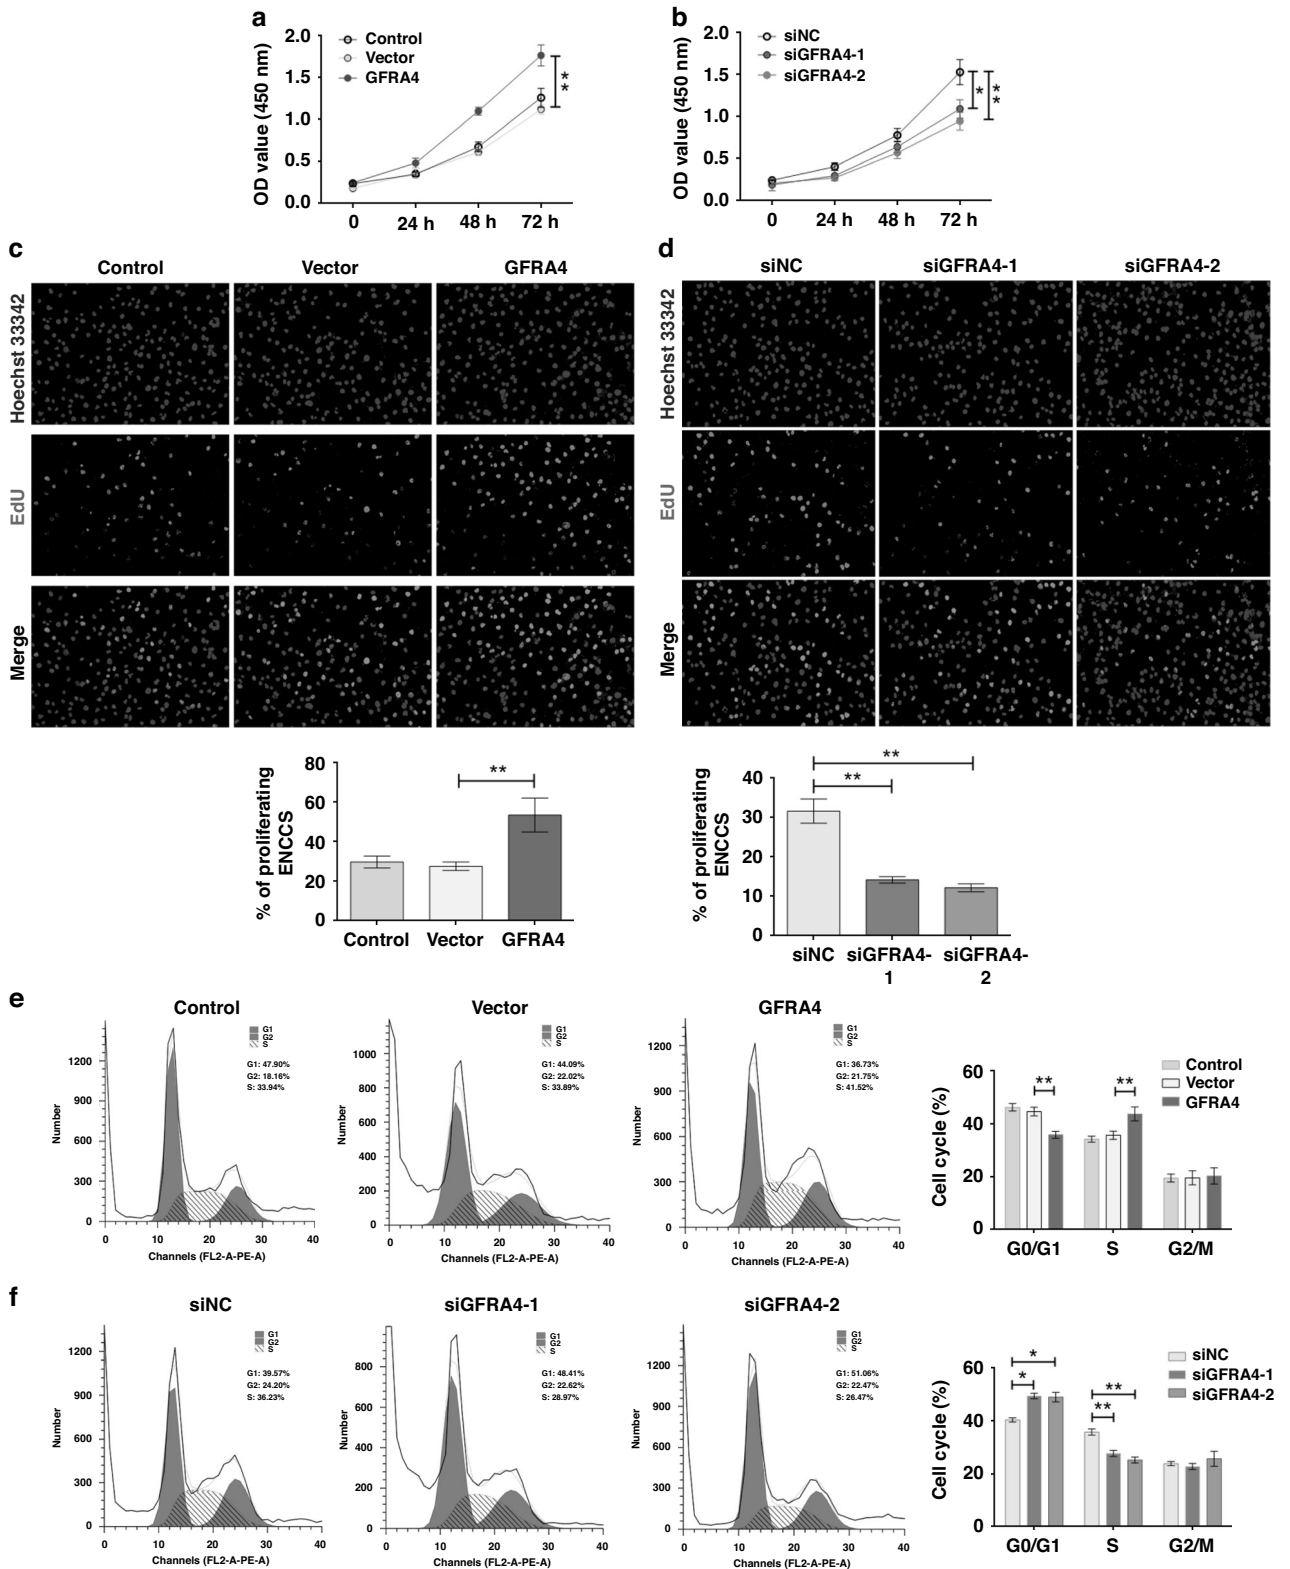 a
2.0
1.5
1.0
0.5
0.0
OD value (450 nm)
Control
Vector
GFRA4
**
0 24 h 48 h 72 h
b
2.0
1.5
1.0
0.5
0.0
OD value (450 nm)
siNC
siGFRA4-1
siGFRA4-2
* **
0 24 h 48 h 72 h
c
Control Vector GFRA4
Hoechst 33342
EdU
Merge
80
60
40
20
0
% of proliferating
ENCCS
**
Control Vector GFRA4
d
siNC siGFRA4-1 siGFRA4-2
Hoechst 33342
EdU
Merge
40
30
20
10
0
% of proliferating
ENCCS
**
**
siNC siGFRA4- siGFRA4-
1 2
e
Control
Number
1200
900
600
300
0
G1
G2
S
G1: 47.90%
G2: 18.16%
S: 33.94%
0 10 20 30 40
Channels (FL2-A-PE-A)
Vector
Number
1000
800
600
400
200
0
G1
G2
S
G1: 44.09%
G2: 22.02%
S: 33.89%
0 10 20 30 40
Channels (FL2-A-PE-A)
GFRA4
Number
1200
900
600
300
0
G1
G2
S
G1: 36.73%
G2: 21.75%
S: 41.52%
0 10 20 30 40
Channels (FL2-A-PE-A)
Cell cycle (%)
60
40
20
0
Control
Vector
GFRA4
** **
G0/G1 S G2/M
f
siNC
Number
1200
900
600
300
0
G1
G2
S
G1: 39.57%
G2: 24.20%
S: 36.23%
0 10 20 30 40
Channels (FL2-A-PE-A)
siGFRA4-1
Number
800
600
400
200
0
G1
G2
S
G1: 48.41%
G2: 22.62%
S: 28.97%
0 10 20 30 40
Channels (FL2-A-PE-A)
siGFRA4-2
Number
1200
900
600
300
0
G1
G2
S
G1: 51.06%
G2: 22.47%
S: 26.47%
0 10 20 30 40
Channels (FL2-A-PE-A)
Cell cycle (%)
60
40
20
0
siNC
siGFRA4-1
siGFRA4-2
*
*
**
**
G0/G1 S G2/M